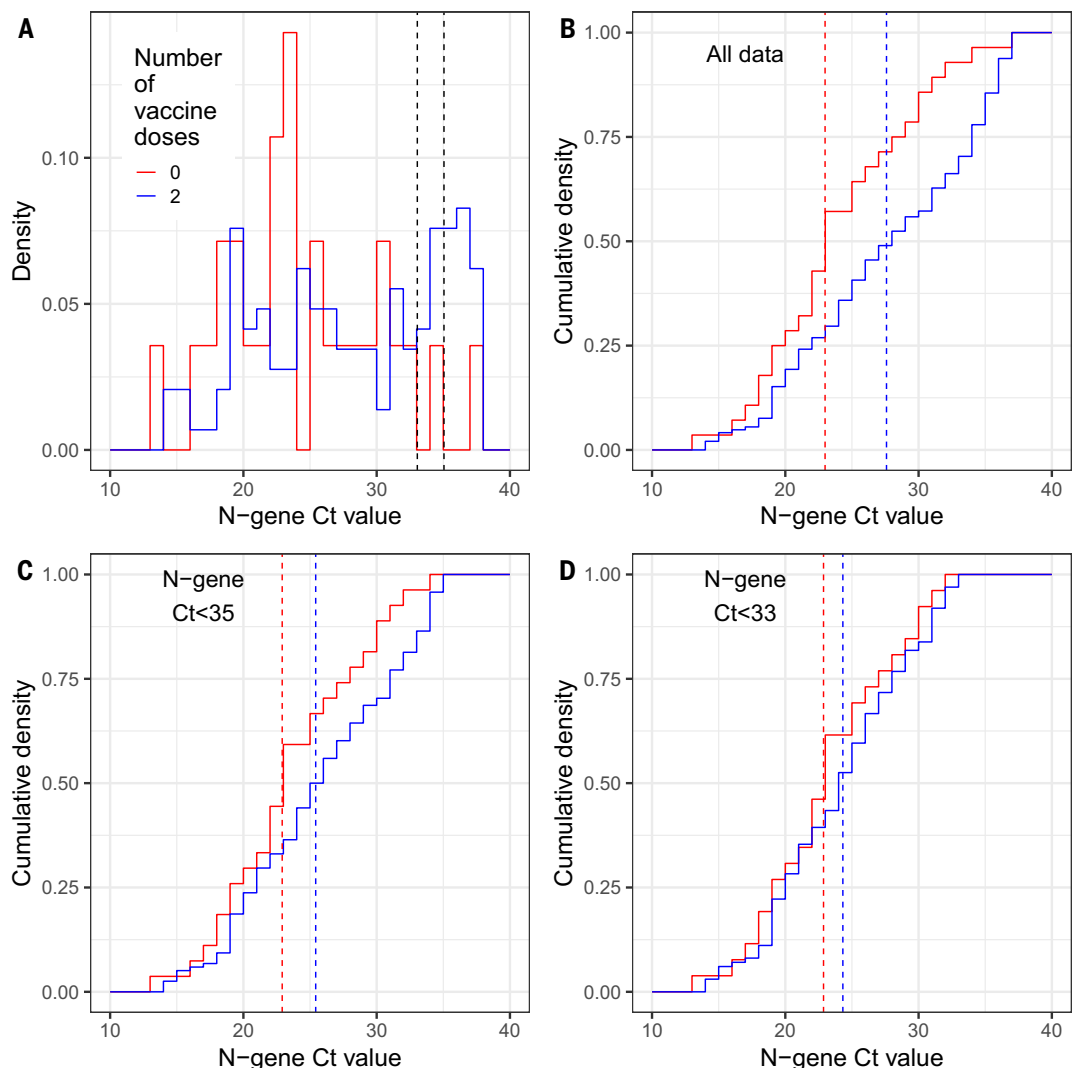 A
Number
of
vaccine
doses
0
2
0.00
0.05
0.10
Density
10
20
30
40
N−gene Ct value
B
All data
1.00
0.75
0.50
0.25
0.00
Cumulative density
10
20
30
40
N−gene Ct value
C
N−gene
Ct<35
1.00
0.75
0.50
0.25
0.00
Cumulative density
10
20
30
40
N−gene Ct value
D
N−gene
Ct<33
1.00
0.75
0.50
0.25
0.00
Cumulative density
10
20
30
40
N−gene Ct value